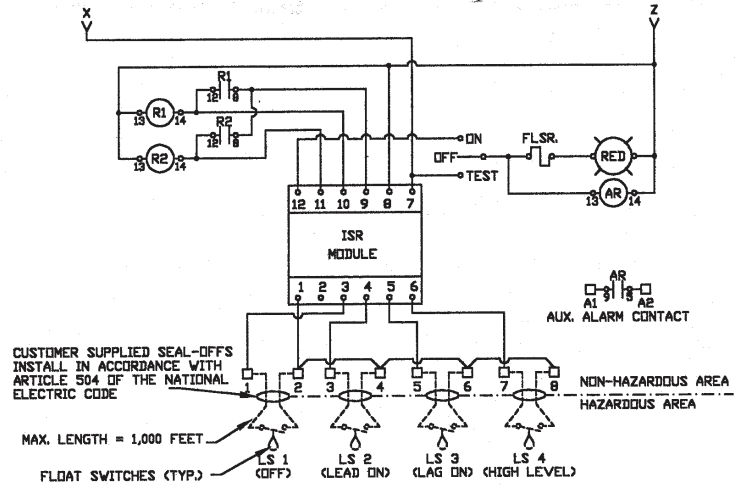 X Z
R1
12 8
R1
13 14
R2
12 8
R2
13 14
ON
OFF
TEST
FLSR.
RED
AR
13 14
12 11 10 9 8 7
ISR
MODULE
1 2 3 4 5 6
AR
A1 9 5 A2
AUX. ALARM CONTACT
CUSTOMER SUPPLIED SEAL-OFFS
INSTALL IN ACCORDANCE WITH
ARTICLE 504 OF THE NATIONAL
ELECTRIC CODE
1 2 3 4 5 6 7 8
NON-HAZARDOUS AREA
HAZARDOUS AREA
MAX. LENGTH = 1,000 FEET
FLOAT SWITCHES (TYP.)
LS 1 LS 2 LS 3 LS 4
(OFF) (LEAD ON) (LAG ON) (HIGH LEVEL)